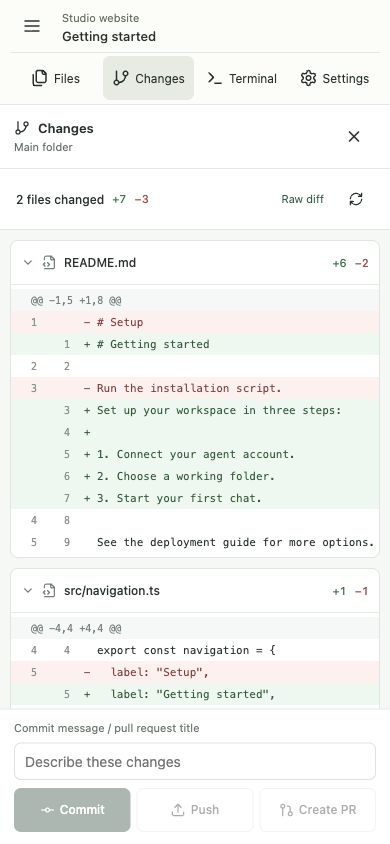 Studio website
Getting started
Files Changes Terminal Settings
Changes
Main folder
2 files changed +7 −3 Raw diff
README.md +6 −2
@@ −1,5 +1,8 @@
1 − # Setup
1 + # Getting started
2 2
3 − Run the installation script.
3 + Set up your workspace in three steps:
4 +
5 + 1. Connect your agent account.
6 + 2. Choose a working folder.
7 + 3. Start your first chat.
4 8
5 9 See the deployment guide for more options.
src/navigation.ts +1 −1
@@ −4,4 +4,4 @@
4 4 export const navigation = {
5 − label: "Setup",
5 + label: "Getting started",
Commit message / pull request title
Describe these changes
Commit Push Create PR